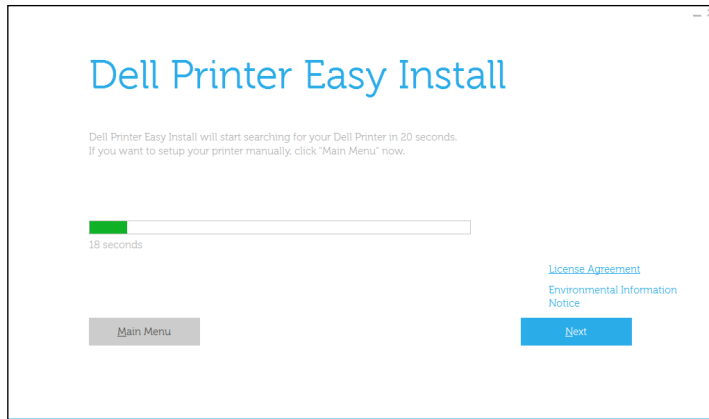 Dell Printer Easy Install
Dell Printer Easy Install will start searching for your Dell Printer in 20 seconds.
If you want to setup your printer manually, click "Main Menu" now.
18 seconds
License Agreement
Environmental Information
Notice
Main Menu
Next